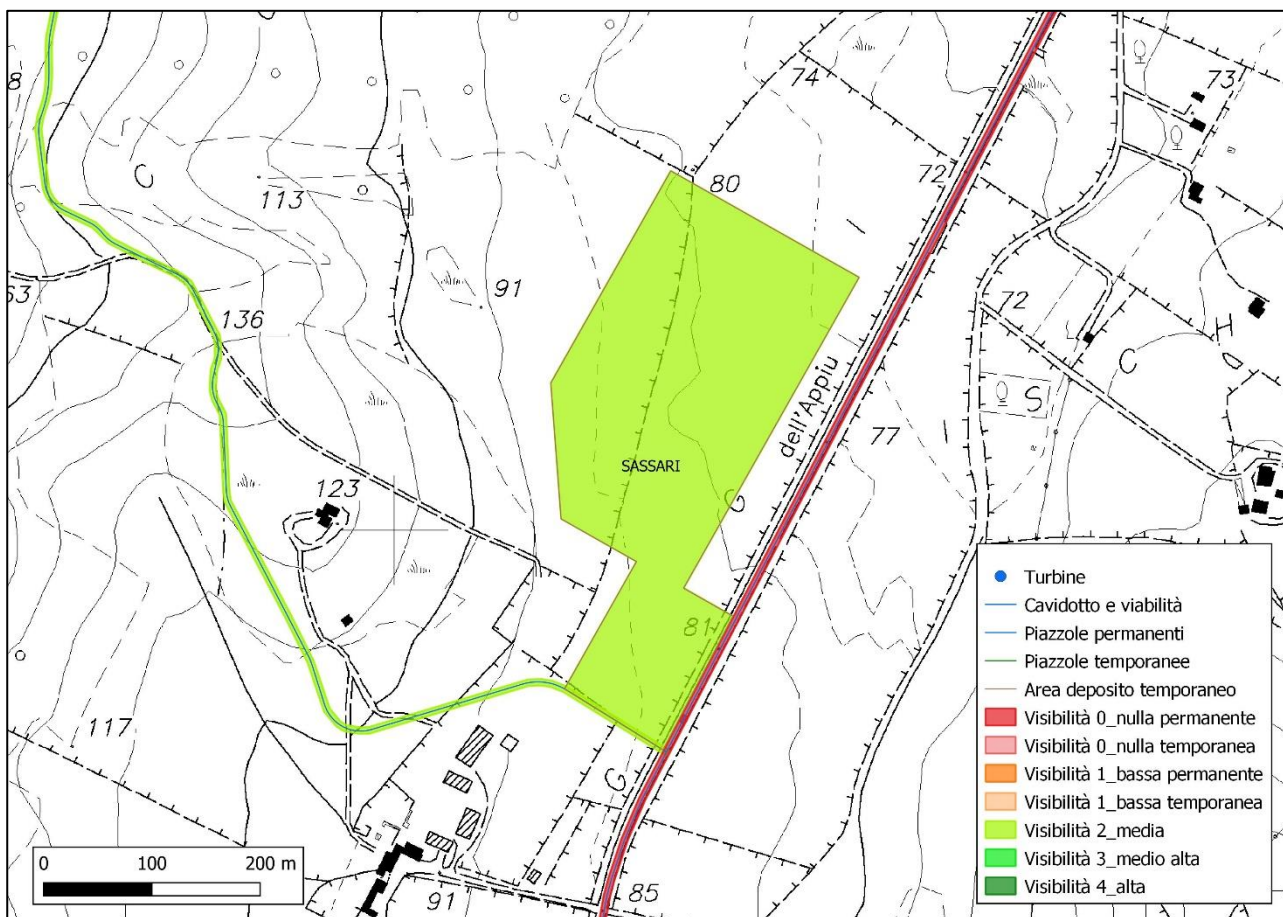 74
73
8
C
80
72
113
91
63
136
72
C
H
dell'Appiu
S
77
SASSARI
G
123
81
117
G
85
91
Turbine
Cavidotto e viabilità
Piazzole permanenti
Piazzole temporanee
Area deposito temporaneo
Visibilità 0_nulla permanente
Visibilità 0_nulla temporanea
Visibilità 1_bassa permanente
Visibilità 1_bassa temporanea
Visibilità 2_media
Visibilità 3_medio alta
Visibilità 4_alta
0 100 200 m